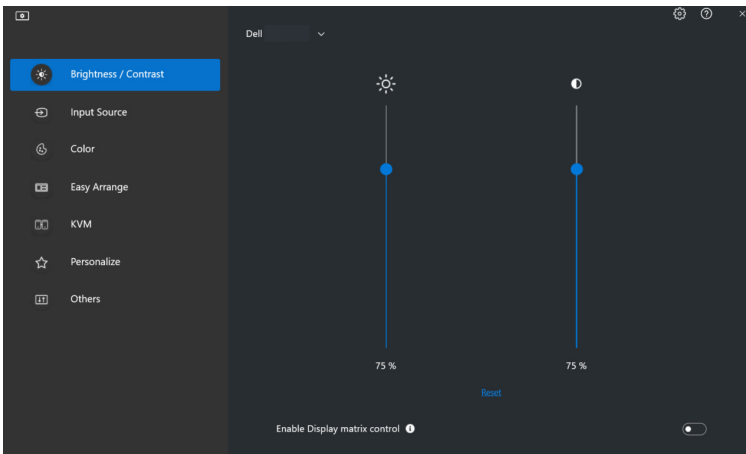 Dell
Brightness / Contrast
Input Source
Color
Easy Arrange
KVM
Personalize
Others
75 %
75 %
Reset
Enable Display matrix control